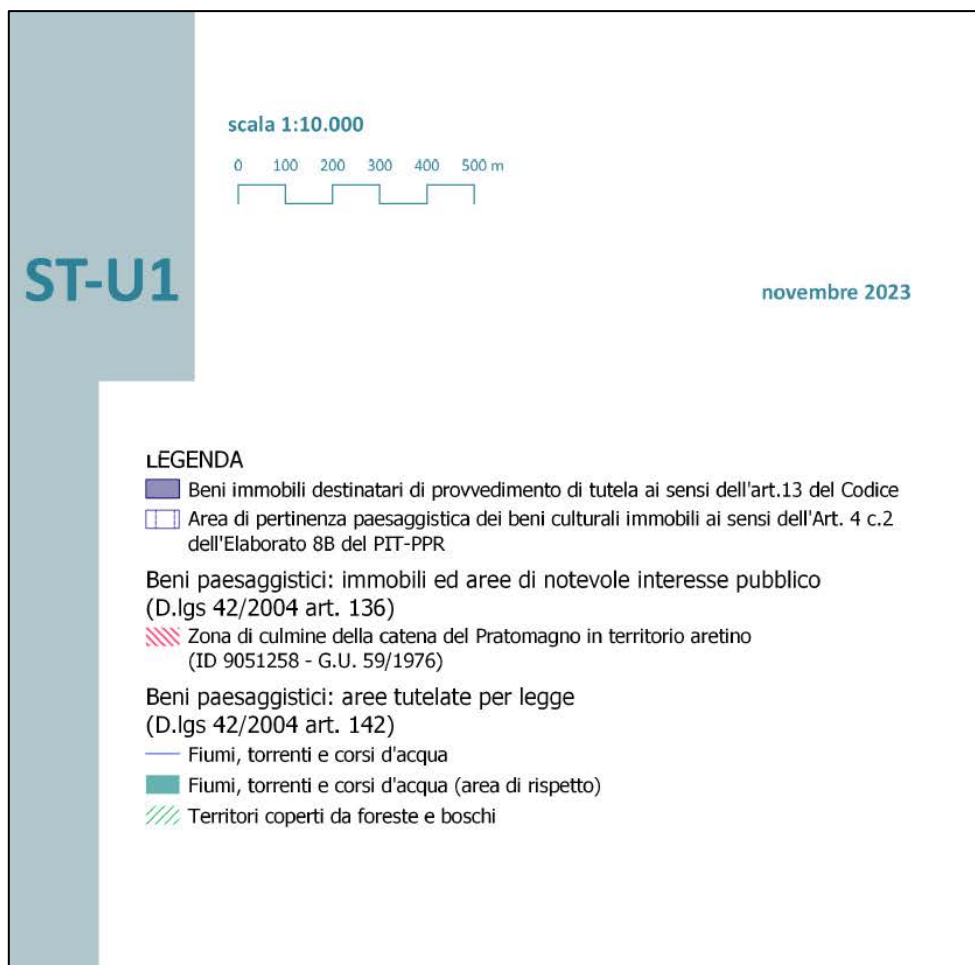 scala 1:10.000
0 100 200 300 400 500 m
ST-U1
novembre 2023
LEGENDA
Beni immobili destinatari di provvedimento di tutela ai sensi dell'art.13 del Codice
Area di pertinenza paesaggistica dei beni culturali immobili ai sensi dell'Art. 4 c.2
dell'Elaborato 8B del PIT-PPR
Beni paesaggistici: immobili ed aree di notevole interesse pubblico
(D.lgs 42/2004 art. 136)
Zona di culmine della catena del Pratomagno in territorio aretino
(ID 9051258 - G.U. 59/1976)
Beni paesaggistici: aree tutelate per legge
(D.lgs 42/2004 art. 142)
Fiumi, torrenti e corsi d'acqua
Fiumi, torrenti e corsi d'acqua (area di rispetto)
Territori coperti da foreste e boschi